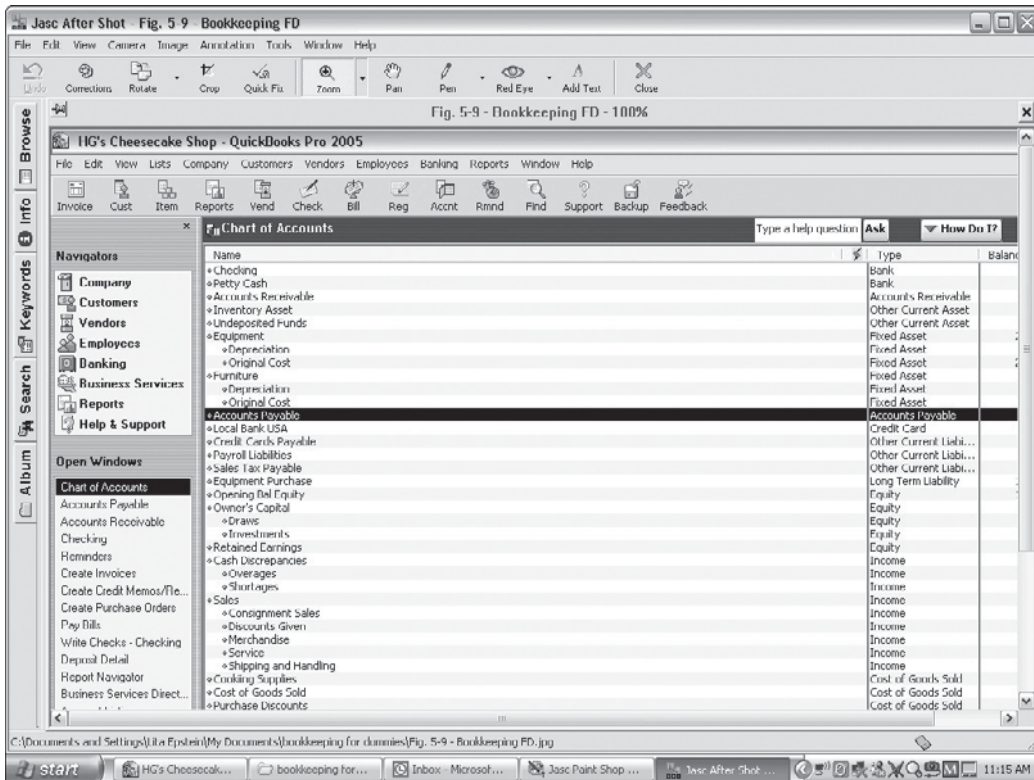 Jasc After Shot - Fig. 5-9 - Bookkeeping FD
File Edit View Camera Image Annotation Tools Window Help
Undo Corrections Rotate Crop Quick Fix Zoom Pan Pen Red Eye Add Text Close
Fig. 5-9 - Bookkeeping FD - 100%
Browse
Info
Keywords
Search
Album
HG's Cheesecake Shop - QuickBooks Pro 2005
File Edit View Lists Company Customers Vendors Employees Banking Reports Window Help
Invoice Cust Item Reports Vend Check Bill Reg Accnt Rmnd Find Support Backup Feedback
Chart of Accounts Type a help question Ask How Do I?
Navigators
Company
Customers
Vendors
Employees
Banking
Business Services
Reports
Help & Support
Open Windows
Chart of Accounts
Accounts Payable
Accounts Receivable
Checking
Reminders
Create Invoices
Create Credit Memos/Re...
Create Purchase Orders
Pay Bills
Write Checks - Checking
Deposit Detail
Report Navigator
Business Services Direct...
Name Type Balanc
Checking Bank
Petty Cash Bank
Accounts Receivable Accounts Receivable
Inventory Asset Other Current Asset
Undeposited Funds Other Current Asset
Equipment Fixed Asset
Depreciation Fixed Asset
Original Cost Fixed Asset
Furniture Fixed Asset
Depreciation Fixed Asset
Original Cost Fixed Asset
Accounts Payable Accounts Payable
Local Bank USA Credit Card
Credit Cards Payable Other Current Liabi...
Payroll Liabilities Other Current Liabi...
Sales Tax Payable Other Current Liabi...
Equipment Purchase Long Term Liability
Opening Bal Equity Equity
Owner's Capital Equity
Draws Equity
Investments Equity
Retained Earnings Equity
Cash Discrepancies Income
Overages Income
Shortages Income
Sales Income
Consignment Sales Income
Discounts Given Income
Merchandise Income
Service Income
Shipping and Handling Income
Cooking Supplies Cost of Goods Sold
Cost of Goods Sold Cost of Goods Sold
Purchase Discounts Cost of Goods Sold
C:\Documents and Settings\Lita Epstein\My Documents\bookkeeping for dummies\Fig. 5-9 - Bookkeeping FD.jpg
start HG's Cheesecak... bookkeeping for... Inbox - Microsof... Jasc Paint Shop ... Jasc After Shot ... 11:15 AM